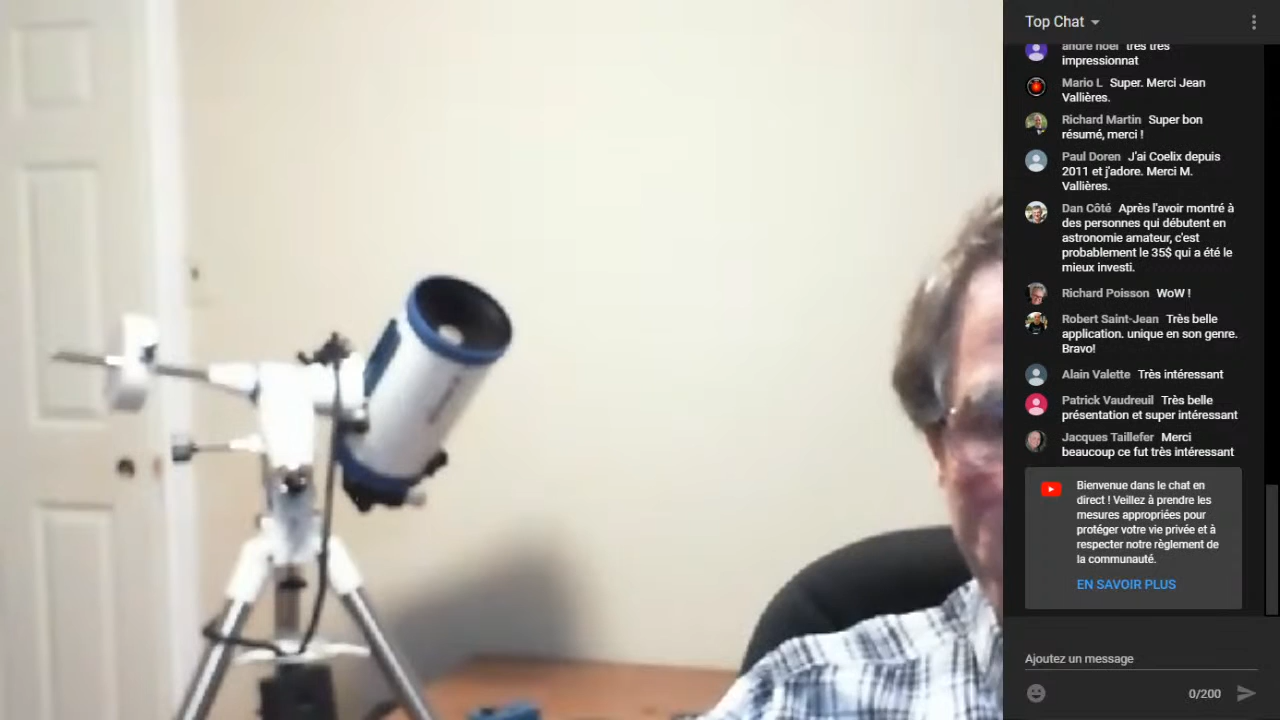 Top Chat
andré noël très très
impressionnat
Mario L Super. Merci Jean
Vallières.
Richard Martin Super bon
résumé, merci !
Paul Doren J'ai Coelix depuis
2011 et j'adore. Merci M.
Vallières.
Dan Côté Après l'avoir montré à
des personnes qui débutent en
astronomie amateur, c'est
probablement le 35$ qui a été le
mieux investi.
Richard Poisson WoW !
Robert Saint-Jean Très belle
application. unique en son genre.
Bravo!
Alain Valette Très intéressant
Patrick Vaudreuil Très belle
présentation et super intéressant
Jacques Taillefer Merci
beaucoup ce fut très intéressant
Bienvenue dans le chat en
direct ! Veillez à prendre les
mesures appropriées pour
protéger votre vie privée et à
respecter notre règlement de
la communauté.
EN SAVOIR PLUS
Ajoutez un message
0/200